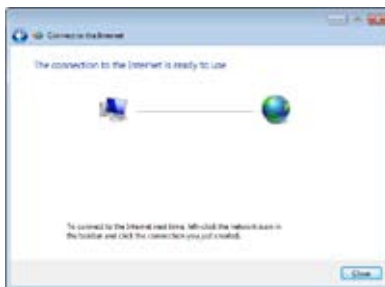 Connect to the Internet
The connection to the Internet is ready to use
To connect to the Internet next time, left-click the network icon in
the taskbar and click the connection you just created.
Close